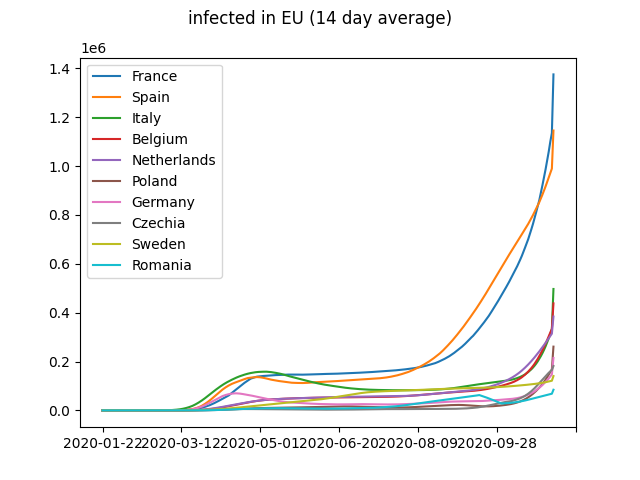 infected in EU (14 day average)
1e6
1.4
1.2
1.0
0.8
0.6
0.4
0.2
0.0
France
Spain
Italy
Belgium
Netherlands
Poland
Germany
Czechia
Sweden
Romania
2020-01-22 2020-03-12 2020-05-01 2020-06-20 2020-08-09 2020-09-28